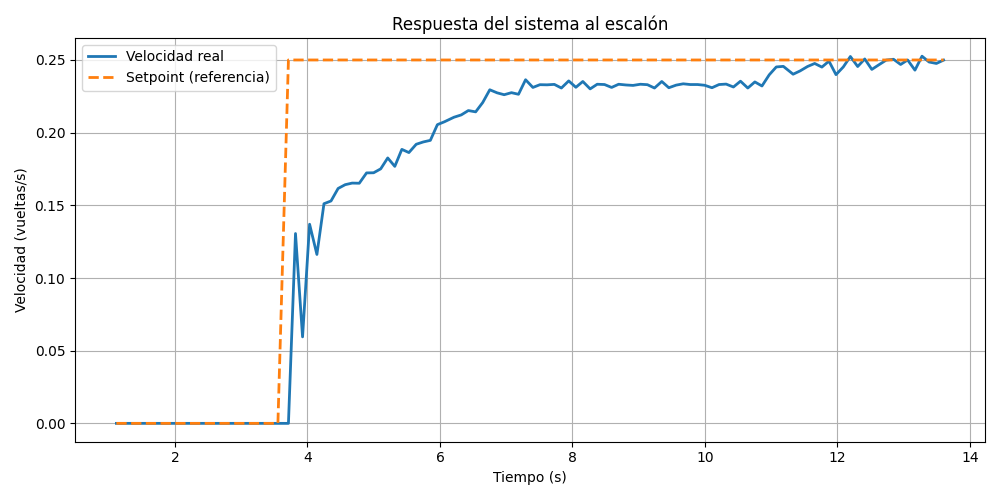 Respuesta del sistema al escalón
Velocidad real
Setpoint (referencia)
Velocidad (vueltas/s)
0.25
0.20
0.15
0.10
0.05
0.00
2 4 6 8 10 12 14
Tiempo (s)